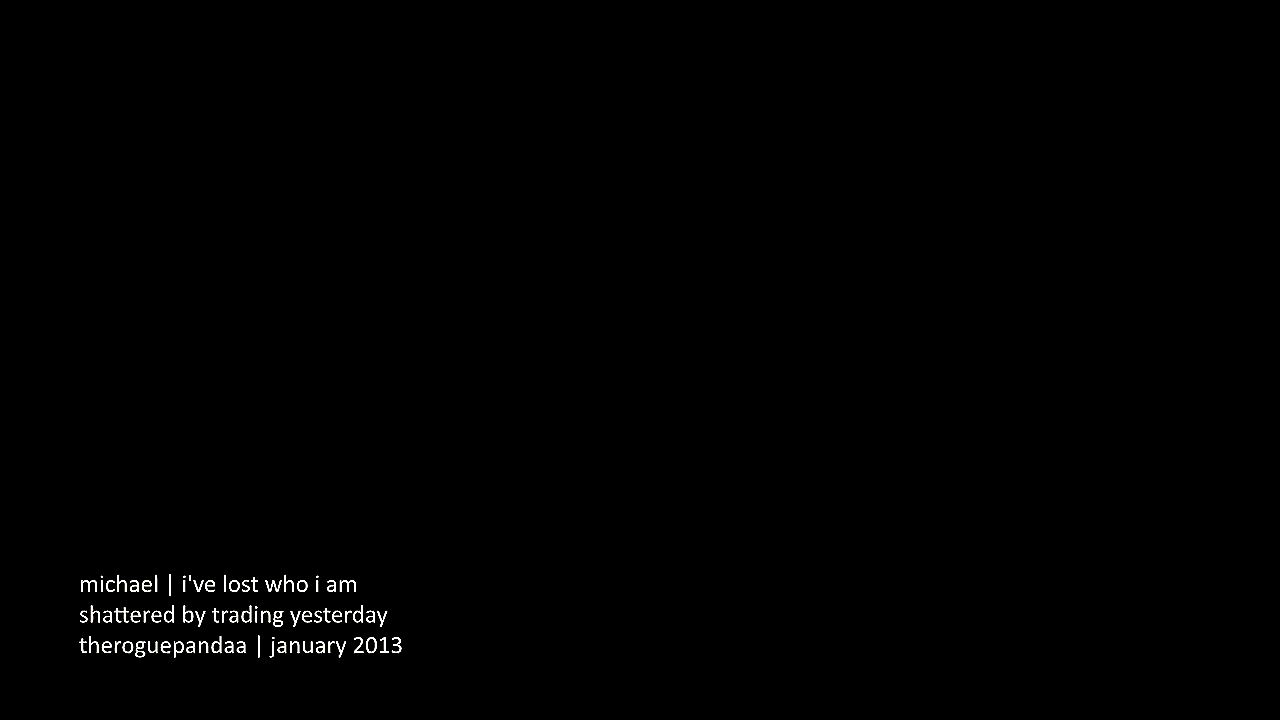 michael | i've lost who i am
shattered by trading yesterday
theroguepandaa | january 2013